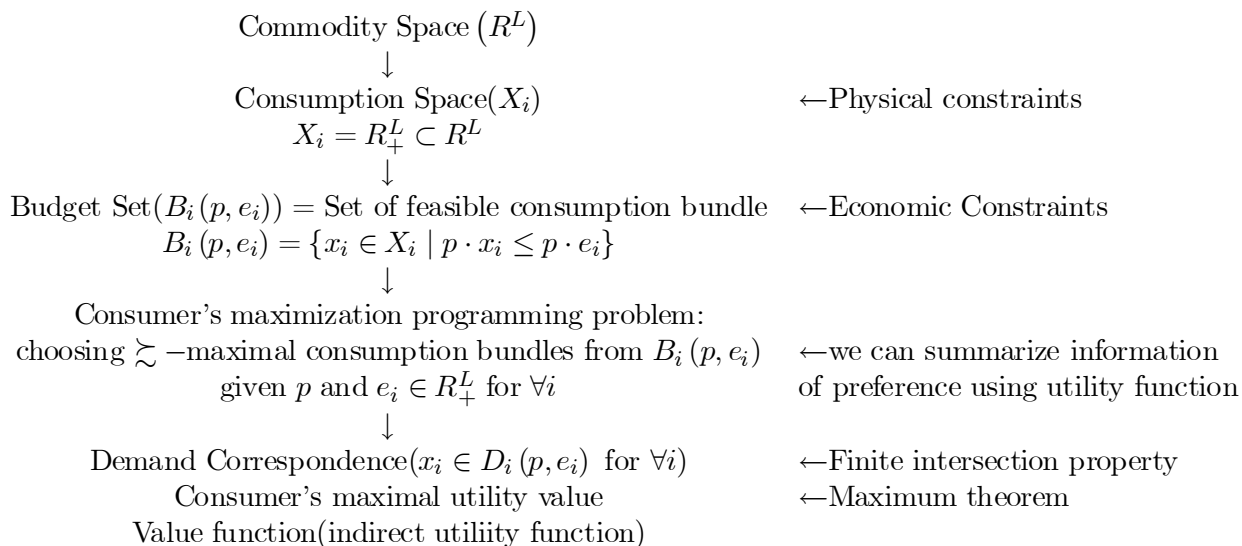 Commodity Space (R^L)
↓
Consumption Space(X_i) ←Physical constraints
X_i = R_+^L ⊂ R^L
↓
Budget Set(B_i (p, e_i)) = Set of feasible consumption bundle ←Economic Constraints
B_i (p, e_i) = {x_i ∈ X_i | p · x_i ≤ p · e_i}
↓
Consumer's maximization programming problem:
choosing ≿ −maximal consumption bundles from B_i (p, e_i) ←we can summarize information
given p and e_i ∈ R_+^L for ∀i of preference using utility function
↓
Demand Correspondence(x_i ∈ D_i (p, e_i) for ∀i) ←Finite intersection property
Consumer's maximal utility value ←Maximum theorem
Value function(indirect utiliity function)